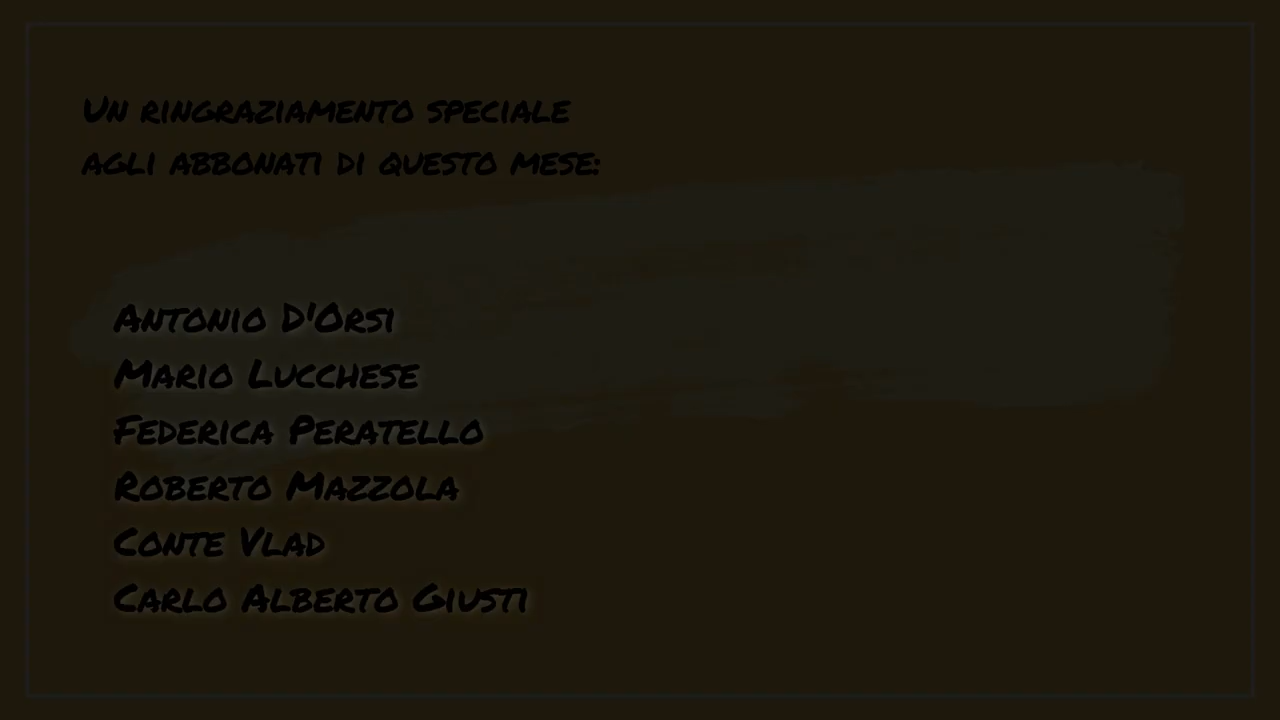 Un ringraziamento speciale
agli abbonati di questo mese:
Antonio D'Orsi
Mario Lucchese
Federica Peratello
Roberto Mazzola
Conte Vlad
Carlo Alberto Giusti